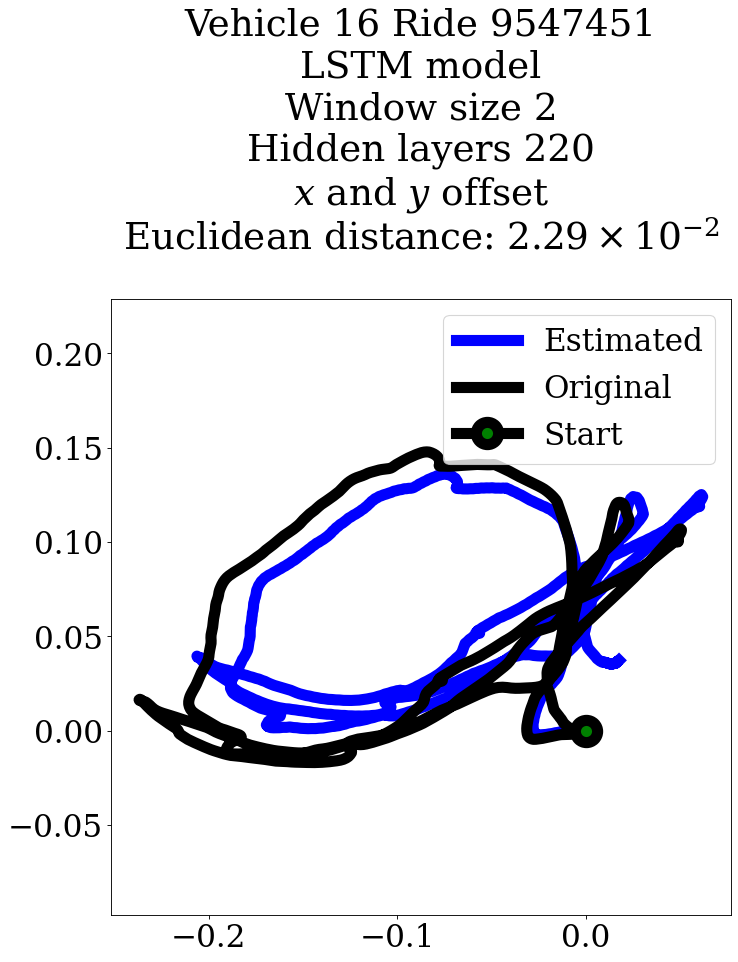 Vehicle 16 Ride 9547451
LSTM model
Window size 2
Hidden layers 220
x and y offset
Euclidean distance: 2.29 × 10⁻²
Estimated
Original
Start
0.20
0.15
0.10
0.05
0.00
−0.05
−0.2
−0.1
0.0